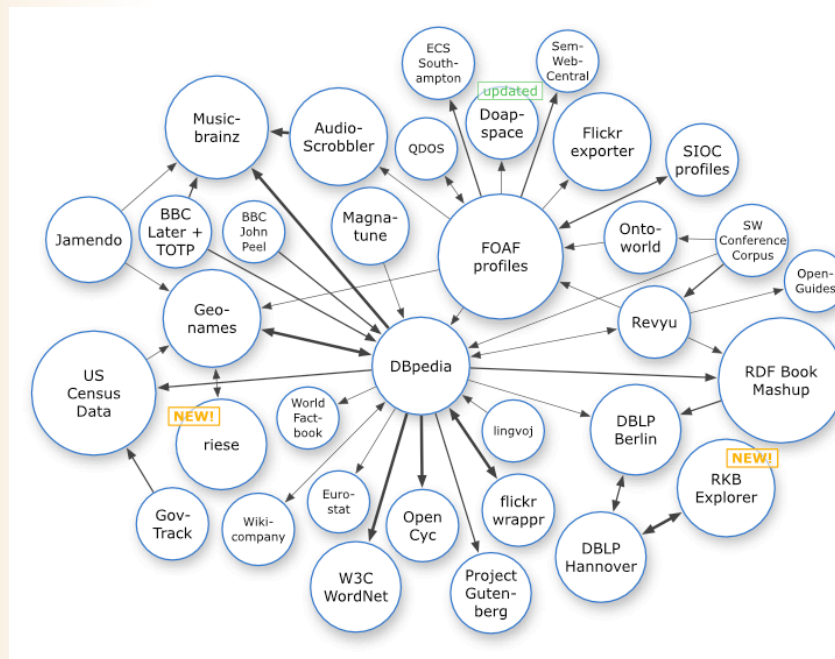 ECS
South-
ampton
Sem-
Web-
Central
updated
Doap-
space
Music-
brainz
Audio-
Scrobbler
QDOS
Flickr
exporter
SIOC
profiles
Jamendo
BBC
Later +
TOTP
BBC
John
Peel
Magna-
tune
FOAF
profiles
Onto-
world
SW
Conference
Corpus
Open-
Guides
Geo-
names
Revyu
DBpedia
US
Census
Data
RDF Book
Mashup
NEW!
riese
World
Fact-
book
lingvoj
DBLP
Berlin
NEW!
RKB
Explorer
Gov-
Track
Wiki-
company
Euro-
stat
Open
Cyc
flickr
wrappr
DBLP
Hannover
W3C
WordNet
Project
Guten-
berg